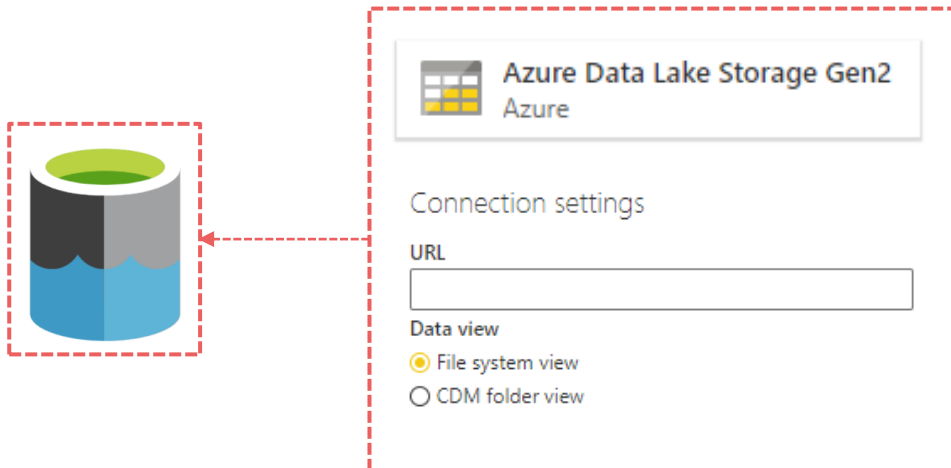 Azure Data Lake Storage Gen2
Azure
Connection settings
URL
Data view
File system view
CDM folder view